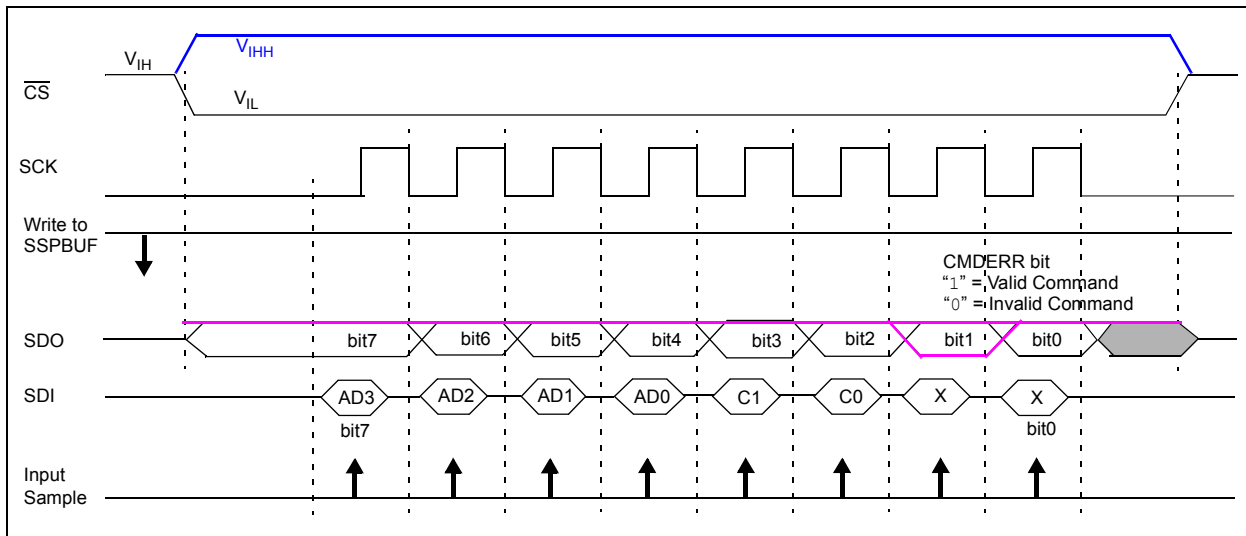 VIHH
VIH
CS
VIL
SCK
Write to
SSPBUF
CMDERR bit
“1” = Valid Command
“0” = Invalid Command
SDO bit7 bit6 bit5 bit4 bit3 bit2 bit1 bit0
SDI AD3 AD2 AD1 AD0 C1 C0 X X
bit7 bit0
Input
Sample